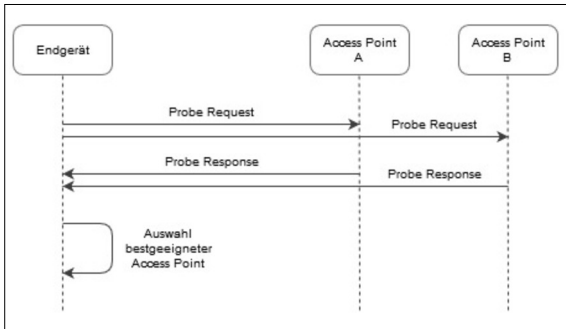 Endgerät
Access Point
A
Access Point
B
Probe Request
Probe Request
Probe Response
Probe Response
Auswahl
bestgeeigneter
Access Point